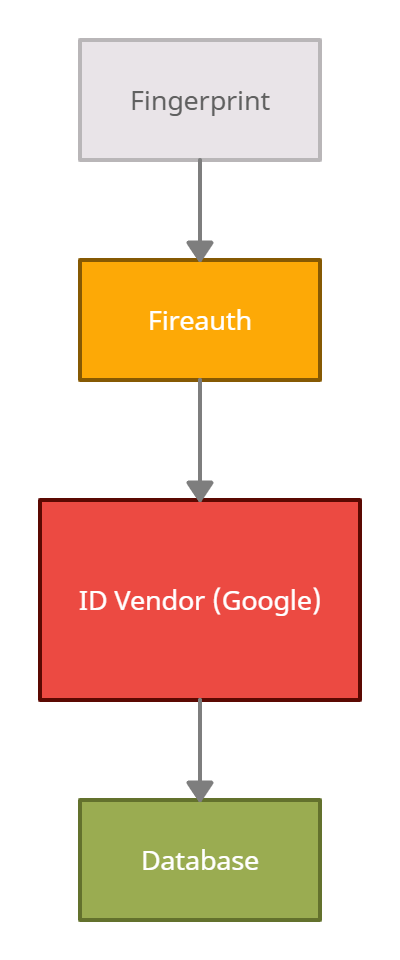 Fingerprint
Fireauth
ID Vendor (Google)
Database